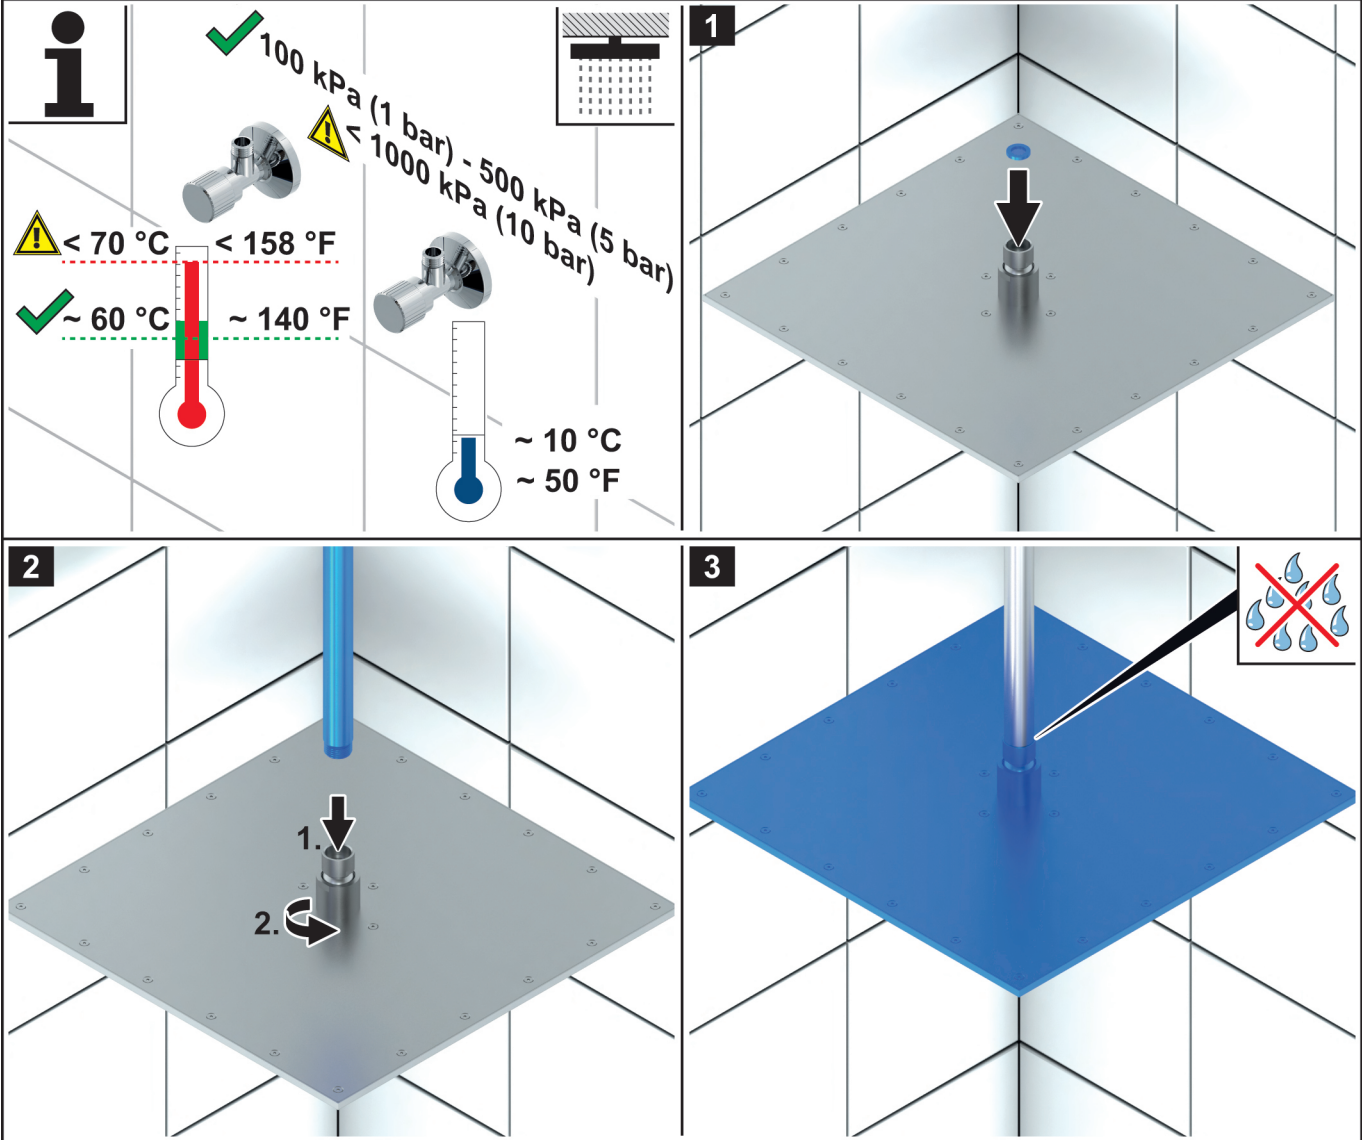 i
100 kPa (1 bar) - 500 kPa (5 bar)
< 1000 kPa (10 bar)
< 70 °C < 158 °F
~ 60 °C ~ 140 °F
~ 10 °C
~ 50 °F
1
2
1.
2.
3